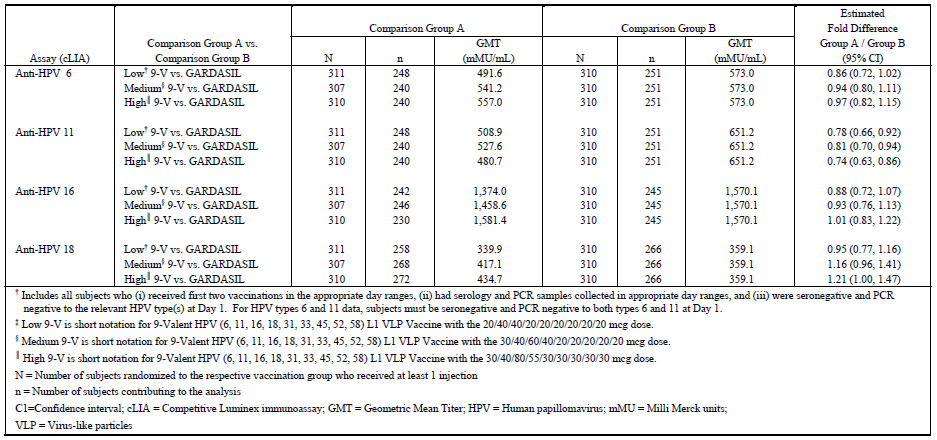 Comparison Group A Comparison Group B Estimated
Fold Difference
Group A / Group B
(95% CI)
Assay (cLIA) Comparison Group A vs.
Comparison Group B N n GMT
(mMU/mL) N n GMT
(mMU/mL)
Anti-HPV 6 Low† 9-V vs. GARDASIL 311 248 491.6 310 251 573.0 0.86 (0.72, 1.02)
Medium§ 9-V vs. GARDASIL 307 240 541.2 310 251 573.0 0.94 (0.80, 1.11)
High‖ 9-V vs. GARDASIL 310 240 557.0 310 251 573.0 0.97 (0.82, 1.15)
Anti-HPV 11 Low† 9-V vs. GARDASIL 311 248 508.9 310 251 651.2 0.78 (0.66, 0.92)
Medium§ 9-V vs. GARDASIL 307 240 527.6 310 251 651.2 0.81 (0.70, 0.94)
High‖ 9-V vs. GARDASIL 310 240 480.7 310 251 651.2 0.74 (0.63, 0.86)
Anti-HPV 16 Low† 9-V vs. GARDASIL 311 242 1,374.0 310 245 1,570.1 0.88 (0.72, 1.07)
Medium§ 9-V vs. GARDASIL 307 246 1,458.6 310 245 1,570.1 0.93 (0.76, 1.13)
High‖ 9-V vs. GARDASIL 310 230 1,581.4 310 245 1,570.1 1.01 (0.83, 1.22)
Anti-HPV 18 Low† 9-V vs. GARDASIL 311 258 339.9 310 266 359.1 0.95 (0.77, 1.16)
Medium§ 9-V vs. GARDASIL 307 268 417.1 310 266 359.1 1.16 (0.96, 1.41)
High‖ 9-V vs. GARDASIL 310 272 434.7 310 266 359.1 1.21 (1.00, 1.47)
† Includes all subjects who (i) received first two vaccinations in the appropriate day ranges, (ii) had serology and PCR samples collected in appropriate day ranges, and (iii) were seronegative and PCR
negative to the relevant HPV type(s) at Day 1. For HPV types 6 and 11 data, subjects must be seronegative and PCR negative to both types 6 and 11 at Day 1.
‡ Low 9-V is short notation for 9-Valent HPV (6, 11, 16, 18, 31, 33, 45, 52, 58) L1 VLP Vaccine with the 20/40/40/20/20/20/20/20/20 mcg dose.
§ Medium 9-V is short notation for 9-Valent HPV (6, 11, 16, 18, 31, 33, 45, 52, 58) L1 VLP Vaccine with the 30/40/60/40/20/20/20/20/20 mcg dose.
‖ High 9-V is short notation for 9-Valent HPV (6, 11, 16, 18, 31, 33, 45, 52, 58) L1 VLP Vaccine with the 30/40/80/55/30/30/30/30/30 mcg dose.
N = Number of subjects randomized to the respective vaccination group who received at least 1 injection
n = Number of subjects contributing to the analysis
C1=Confidence interval; cLIA = Competitive Luminex immunoassay; GMT = Geometric Mean Titer; HPV = Human papillomavirus; mMU = Milli Merck units;
VLP = Virus-like particles